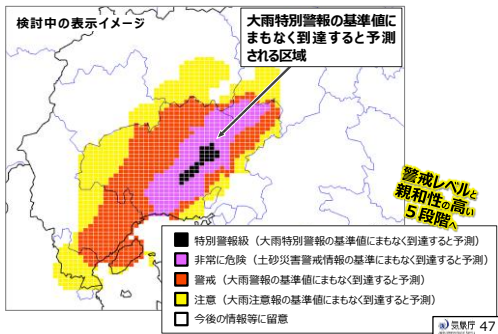 検討中の表示イメージ
大雨特別警報の基準値に
まもなく到達すると予測
される区域
警戒レベルと
親和性の高い
5段階へ
特別警報級（大雨特別警報の基準値にまもなく到達すると予測）
非常に危険（土砂災害警戒情報の基準にまもなく到達すると予測）
警戒（大雨警報の基準値にまもなく到達すると予測）
注意（大雨注意報の基準値にまもなく到達すると予測）
今後の情報等に留意
気象庁 47